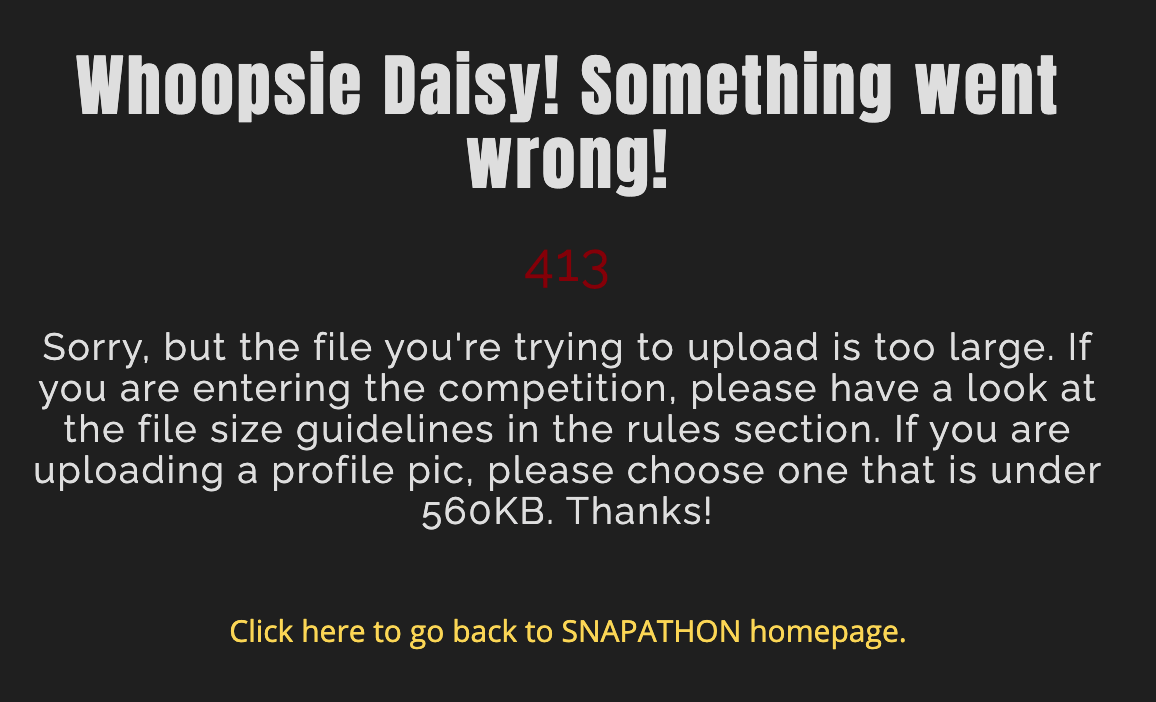 Whoopsie Daisy! Something went
wrong!
413
Sorry, but the file you're trying to upload is too large. If
you are entering the competition, please have a look at
the file size guidelines in the rules section. If you are
uploading a profile pic, please choose one that is under
560KB. Thanks!
Click here to go back to SNAPATHON homepage.